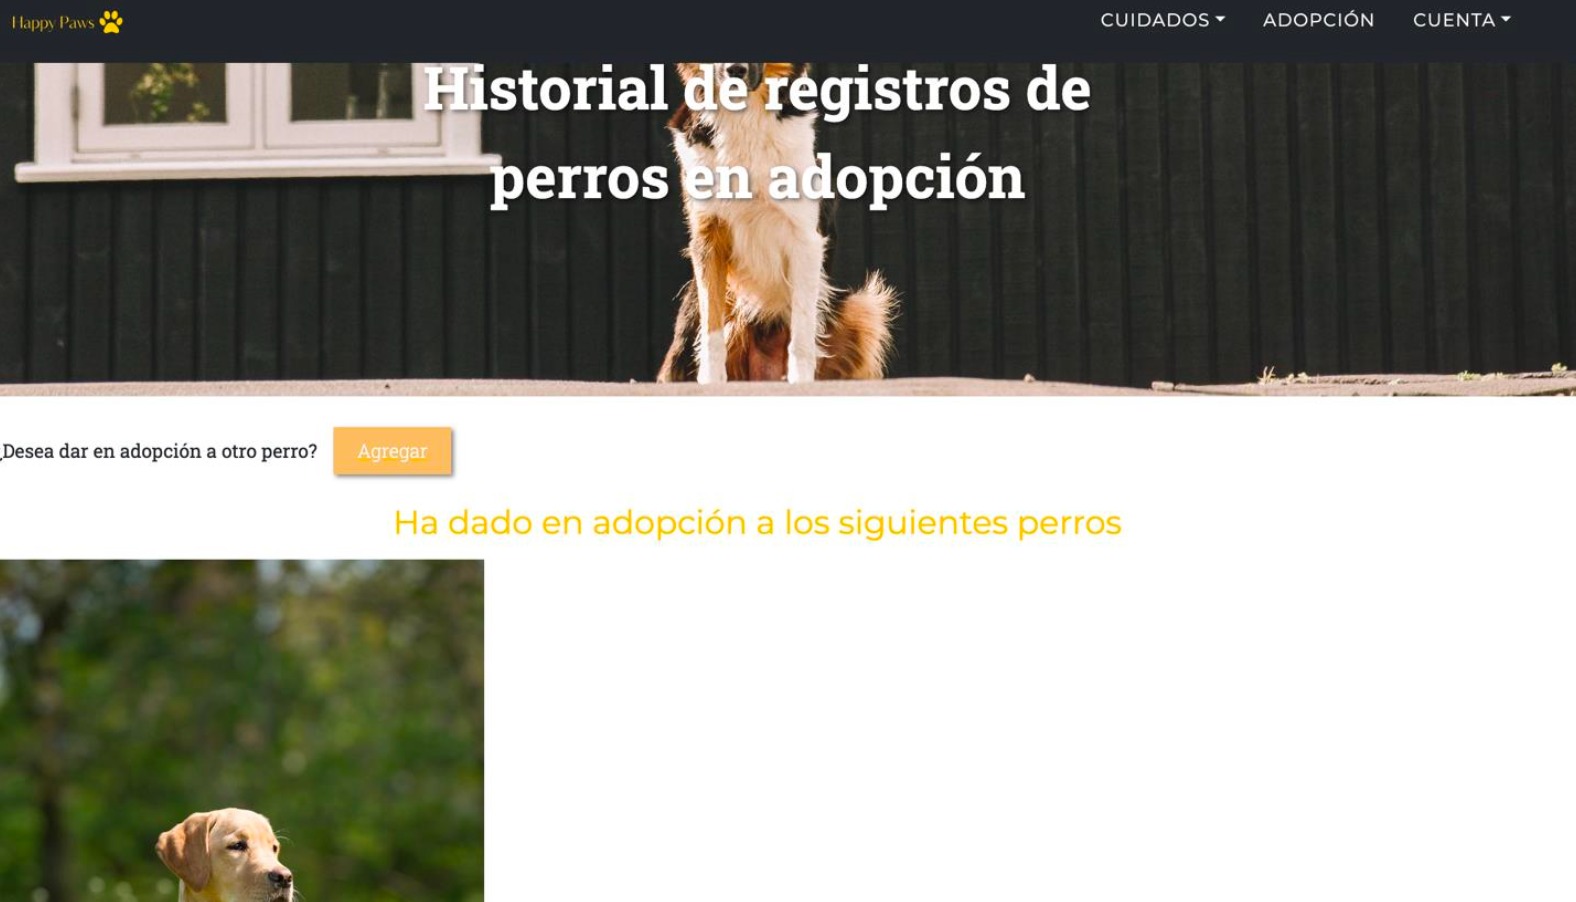 Happy Paws
CUIDADOS
ADOPCIÓN
CUENTA
Historial de registros de
perros en adopción
¿Desea dar en adopción a otro perro?
Agregar
Ha dado en adopción a los siguientes perros